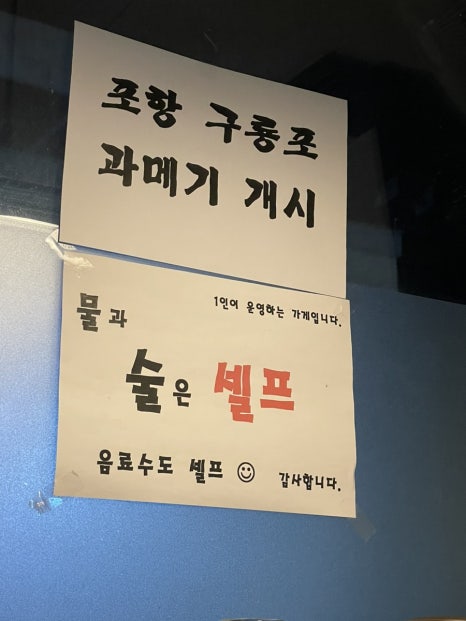 포항 구룡포
과메기 개시
1인이 운영하는 가게입니다.
물과
술은 셀프
음료수도 셀프 ☺
감사합니다.